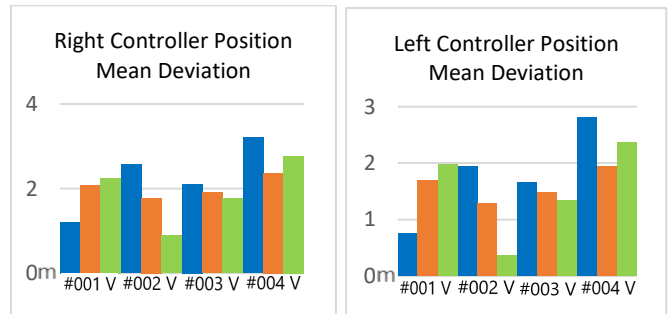 Right Controller Position
Mean Deviation
4
2
0m
#001 V #002 V #003 V #004 V
Left Controller Position
Mean Deviation
3
2
1
0m
#001 V #002 V #003 V #004 V